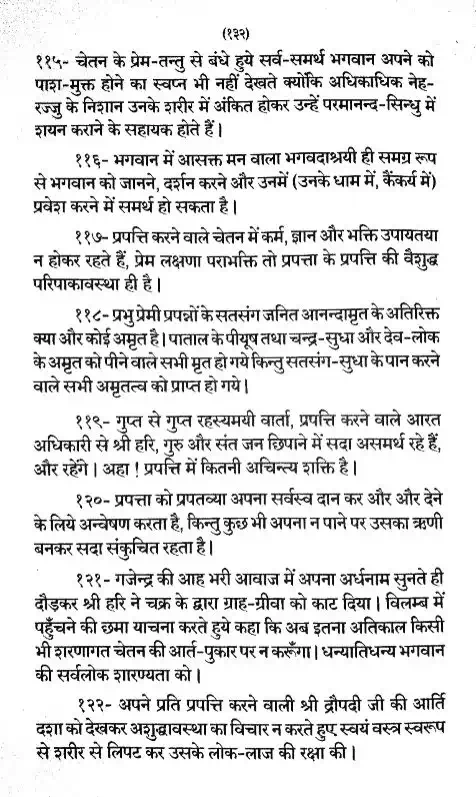 (१३२)
११५- चेतन के प्रेम-तन्तु से बंधे हुये सर्व-समर्थ भगवान अपने को
पाश-मुक्त होने का स्वप्न भी नहीं देखते क्योंकि अधिकाधिक नेह-
रज्जु के निशान उनके शरीर में अंकित होकर उन्हें परमानन्द-सिन्धु में
शयन कराने के सहायक होते हैं।
११६- भगवान में आसक्त मन वाला भगवदाश्रयी ही समग्र रूप
से भगवान को जानने, दर्शन करने और उनमें (उनके धाम में, कैंकर्य में)
प्रवेश करने में समर्थ हो सकता है।
११७- प्रपत्ति करने वाले चेतन में कर्म, ज्ञान और भक्ति उपायतया
न होकर रहते हैं, प्रेम लक्षणा पराभक्ति तो प्रपत्ता के प्रपत्ति की वैशुद्ध
परिपाकावस्था ही है।
११८- प्रभु प्रेमी प्रपन्नों के सतसंग जनित आनन्दामृत के अतिरिक्त
क्या और कोई अमृत है। पाताल के पीयूष तथा चन्द्र-सुधा और देव-लोक
के अमृत को पीने वाले सभी मृत हो गये किन्तु सतसंग-सुधा के पान करने
वाले सभी अमृतत्व को प्राप्त हो गये।
११९- गुप्त से गुप्त रहस्यमयी वार्ता, प्रपत्ति करने वाले आरत
अधिकारी से श्री हरि, गुरु और संत जन छिपाने में सदा असमर्थ रहे हैं,
और रहेंगे। अहा ! प्रपत्ति में कितनी अचिन्त्य शक्ति है।
१२०- प्रपत्ता को प्रपतव्या अपना सर्वस्व दान कर और और देने
के लिये अन्वेषण करता है, किन्तु कुछ भी अपना न पाने पर उसका ऋणी
बनकर सदा संकुचित रहता है।
१२१- गजेन्द्र की आह भरी आवाज में अपना अर्धनाम सुनते ही
दौड़कर श्री हरि ने चक्र के द्वारा ग्राह-ग्रीवा को काट दिया। विलम्ब में
पहुँचने की छमा याचना करते हुये कहा कि अब इतना अतिकाल किसी
भी शरणागत चेतन की आर्त-पुकार पर न करूँगा। धन्यातिधन्य भगवान
की सर्वलोक शारण्यता को।
१२२- अपने प्रति प्रपत्ति करने वाली श्री द्रौपदी जी की आर्ति
दशा को देखकर अशुद्धावस्था का विचार न करते हुए स्वयं वस्त्र स्वरूप
से शरीर से लिपट कर उसके लोक-लाज की रक्षा की।